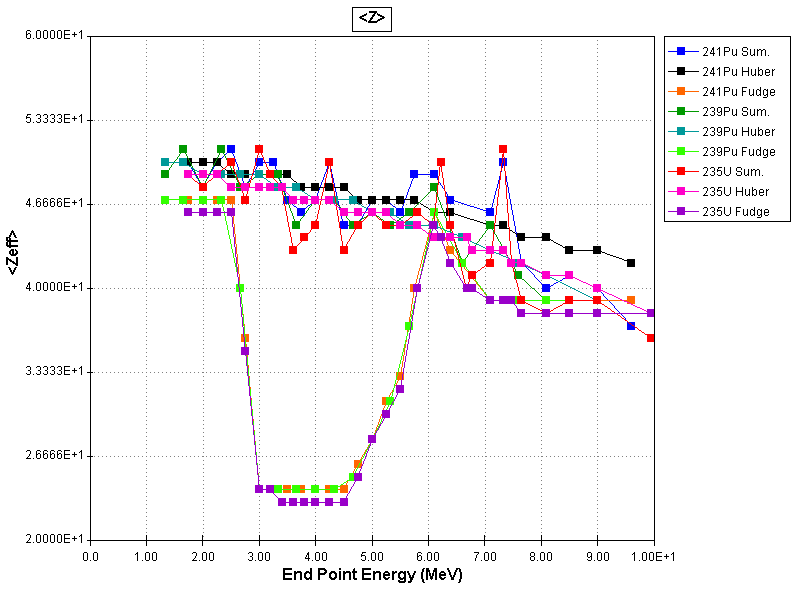 <Z>
6.0000E+1
5.3333E+1
4.6666E+1
4.0000E+1
3.3333E+1
2.6666E+1
2.0000E+1
<Zeff>
0.0 1.00 2.00 3.00 4.00 5.00 6.00 7.00 8.00 9.00 1.00E+1
End Point Energy (MeV)
241Pu Sum.
241Pu Huber
241Pu Fudge
239Pu Sum.
239Pu Huber
239Pu Fudge
235U Sum.
235U Huber
235U Fudge